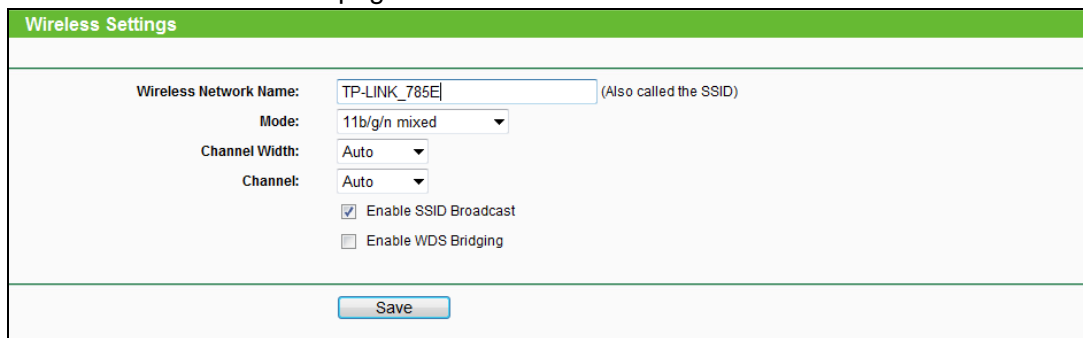 Wireless Settings
Wireless Network Name: TP-LINK_785E (Also called the SSID)
Mode: 11b/g/n mixed
Channel Width: Auto
Channel: Auto
Enable SSID Broadcast
Enable WDS Bridging
Save